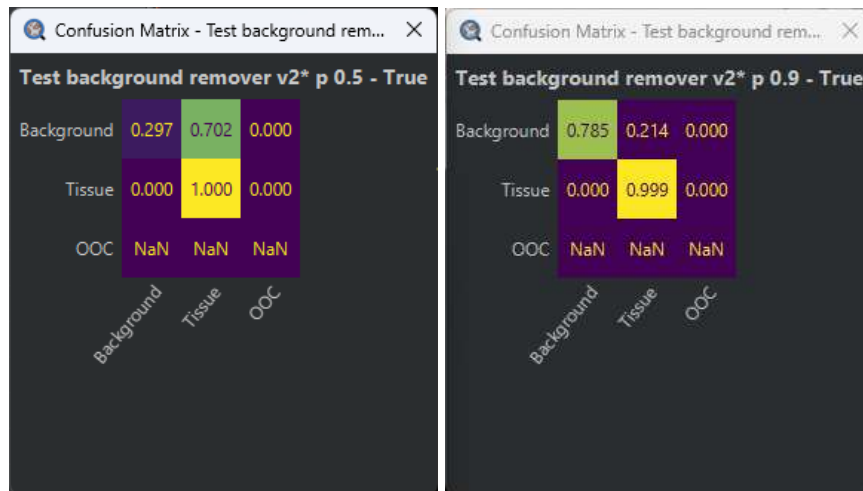 Confusion Matrix - Test background rem...
Test background remover v2* p 0.5 - True
Background 0.297 0.702 0.000
Tissue 0.000 1.000 0.000
OOC NaN NaN NaN
Background Tissue OOC
Confusion Matrix - Test background rem...
Test background remover v2* p 0.9 - True
Background 0.785 0.214 0.000
Tissue 0.000 0.999 0.000
OOC NaN NaN NaN
Background Tissue OOC